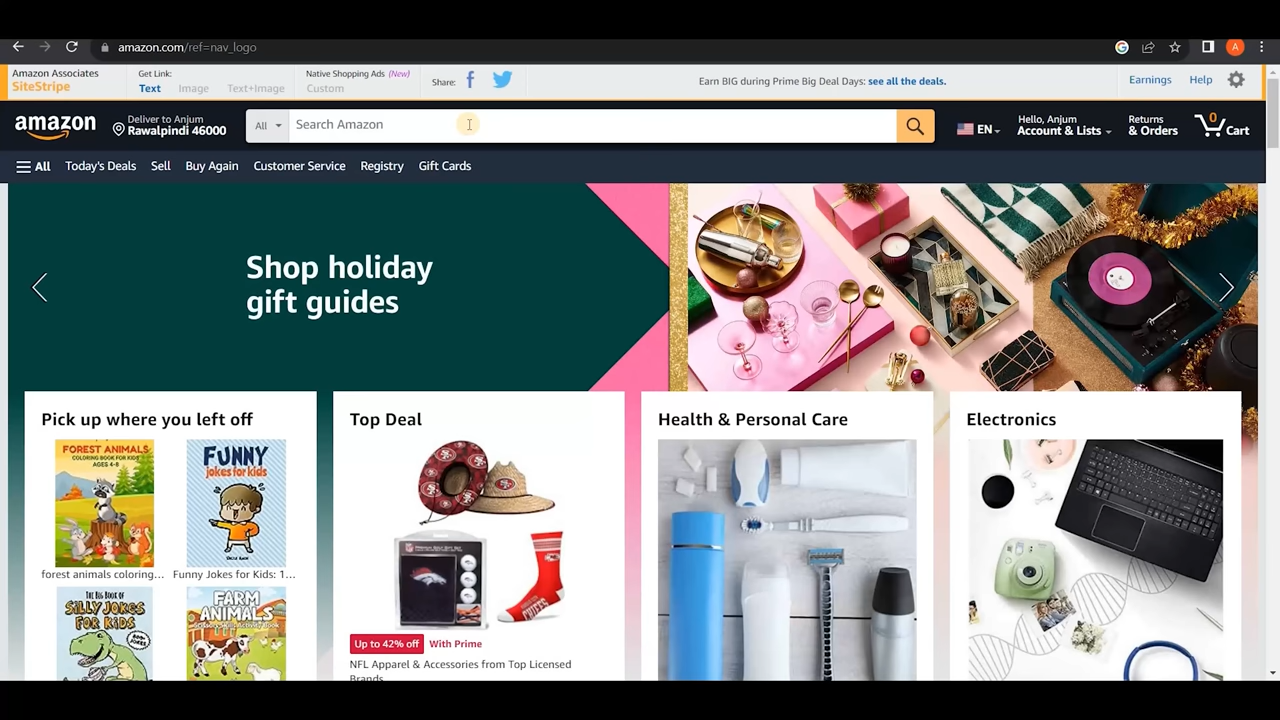 amazon.com/ref=nav_logo
A
Amazon Associates
SiteStripe
Get Link:
Text Image Text+Image
Native Shopping Ads (New)
Custom
Share:
Earn BIG during Prime Big Deal Days: see all the deals.
Earnings Help
amazon
Deliver to Anjum
Rawalpindi 46000
All
Search Amazon
EN
Hello, Anjum
Account & Lists
Returns
& Orders
0
Cart
All Today's Deals Sell Buy Again Customer Service Registry Gift Cards
Shop holiday
gift guides
Pick up where you left off
FOREST ANIMALS
COLORING BOOK FOR KIDS
AGES 4-8
forest animals coloring...
FUNNY
jokes for kids
Funny Jokes for Kids: 1...
THE BIG BOOK OF
SILLY JOKES
FOR KIDS
FARM
ANIMALS
Top Deal
CHIEFS
Up to 42% off With Prime
NFL Apparel & Accessories from Top Licensed
Brands
Health & Personal Care
Electronics